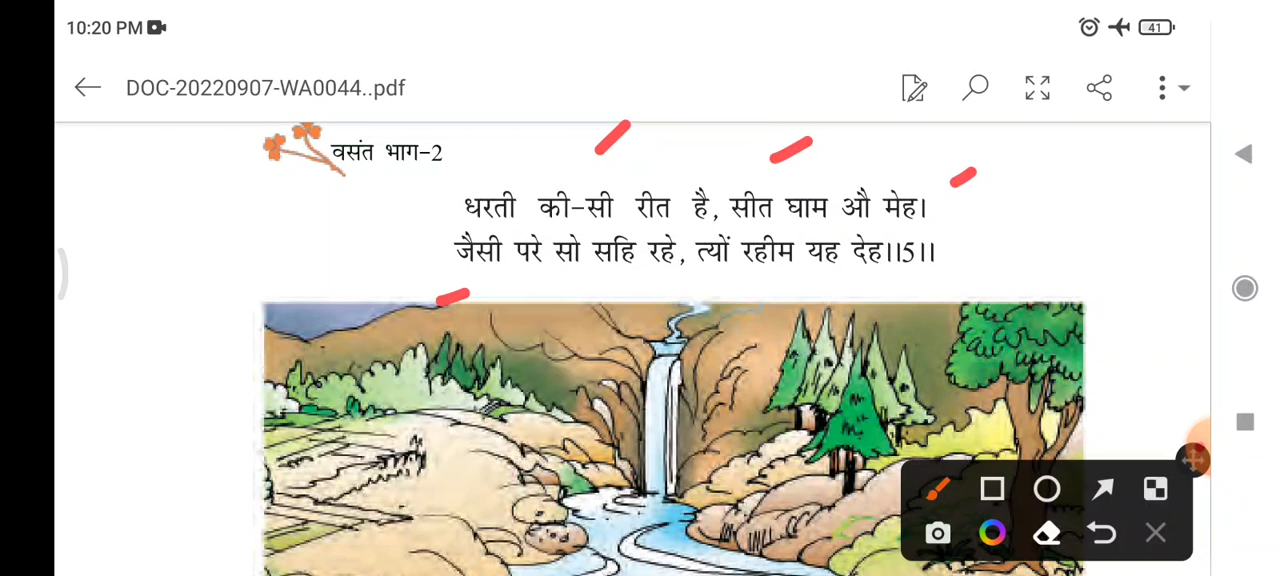 10:20 PM
41
DOC-20220907-WA0044..pdf
वसंत भाग-2
धरती की-सी रीत है, सीत घाम औ मेह।
जैसी परे सो सहि रहे, त्यों रहीम यह देह।।5।।